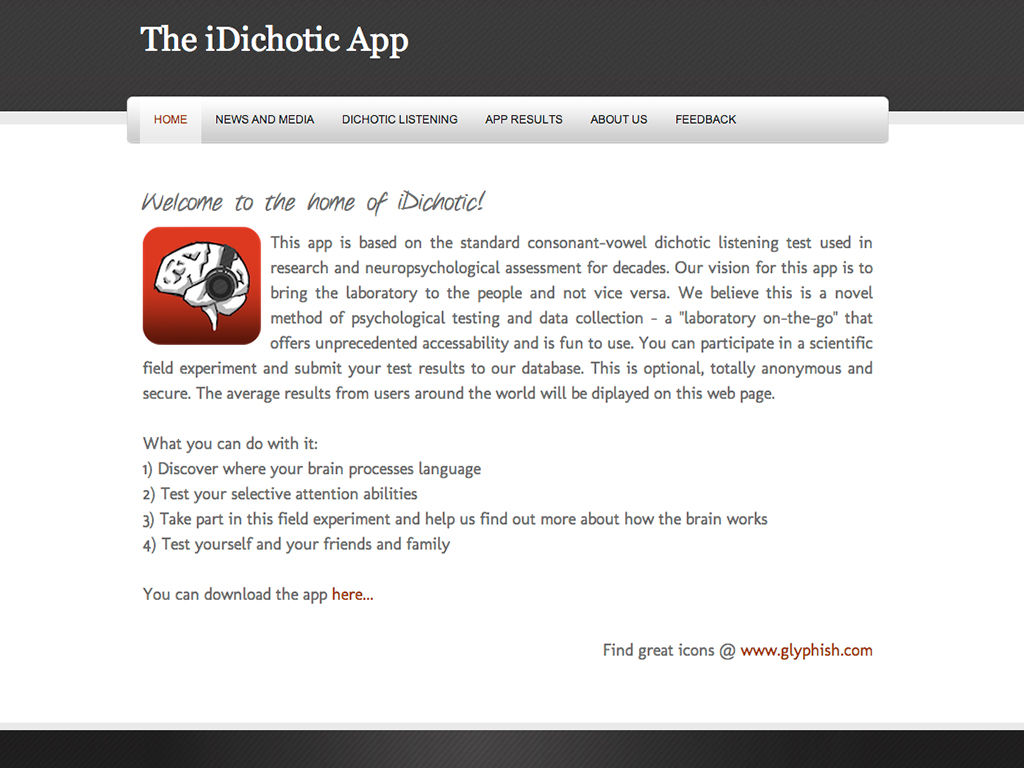 The iDichotic App
HOME NEWS AND MEDIA DICHOTIC LISTENING APP RESULTS ABOUT US FEEDBACK
Welcome to the home of iDichotic!
This app is based on the standard consonant-vowel dichotic listening test used in
research and neuropsychological assessment for decades. Our vision for this app is to
bring the laboratory to the people and not vice versa. We believe this is a novel
method of psychological testing and data collection - a "laboratory on-the-go" that
offers unprecedented accessability and is fun to use. You can participate in a scientific
field experiment and submit your test results to our database. This is optional, totally anonymous and
secure. The average results from users around the world will be diplayed on this web page.
What you can do with it:
1) Discover where your brain processes language
2) Test your selective attention abilities
3) Take part in this field experiment and help us find out more about how the brain works
4) Test yourself and your friends and family
You can download the app here...
Find great icons @ www.glyphish.com